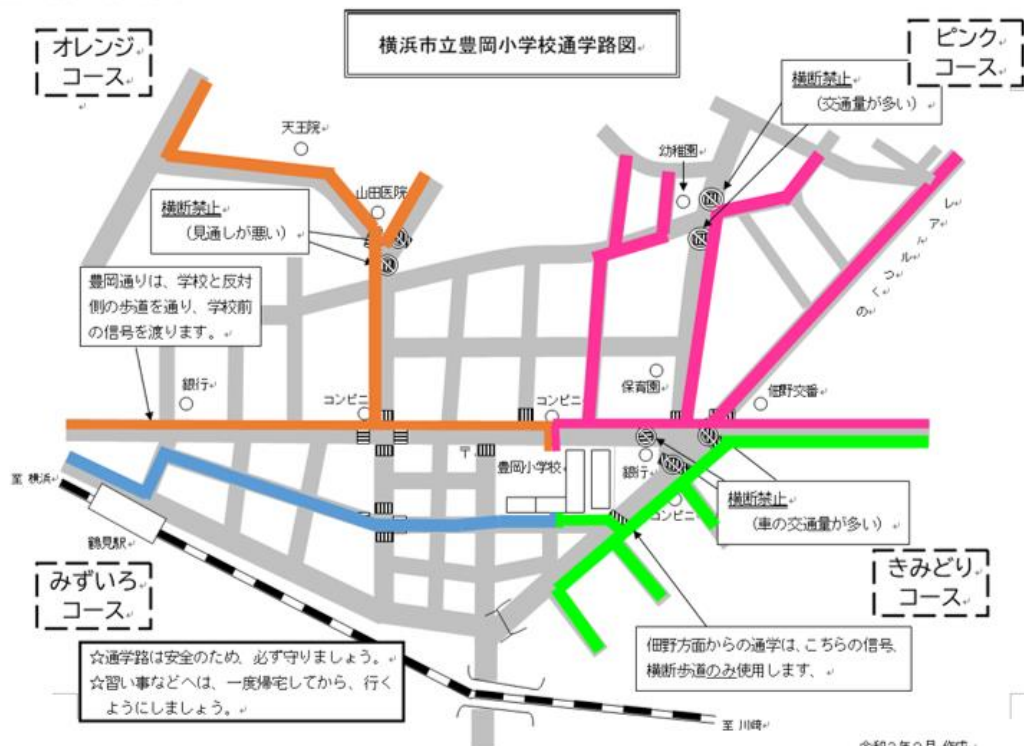 横浜市立豊岡小学校通学路図
オレンジ
コース
ピンク
コース
横断禁止
（交通量が多い）
天王院
幼稚園
山田医院
横断禁止
（見通しが悪い）
レアールつくの
豊岡通りは、学校と反対
側の歩道を通り、学校前
の信号を渡ります。
銀行
コンビニ
コンビニ
保育園
佃野交番
〒
豊岡小学校
銀行
コンビニ
横断禁止
（車の交通量が多い）
至 横浜
鶴見駅
みずいろ
コース
きみどり
コース
☆通学路は安全のため、必ず守りましょう。
☆習い事などへは、一度帰宅してから、行く
ようにしましょう。
佃野方面からの通学は、こちらの信号、
横断歩道のみ使用します、
至 川崎